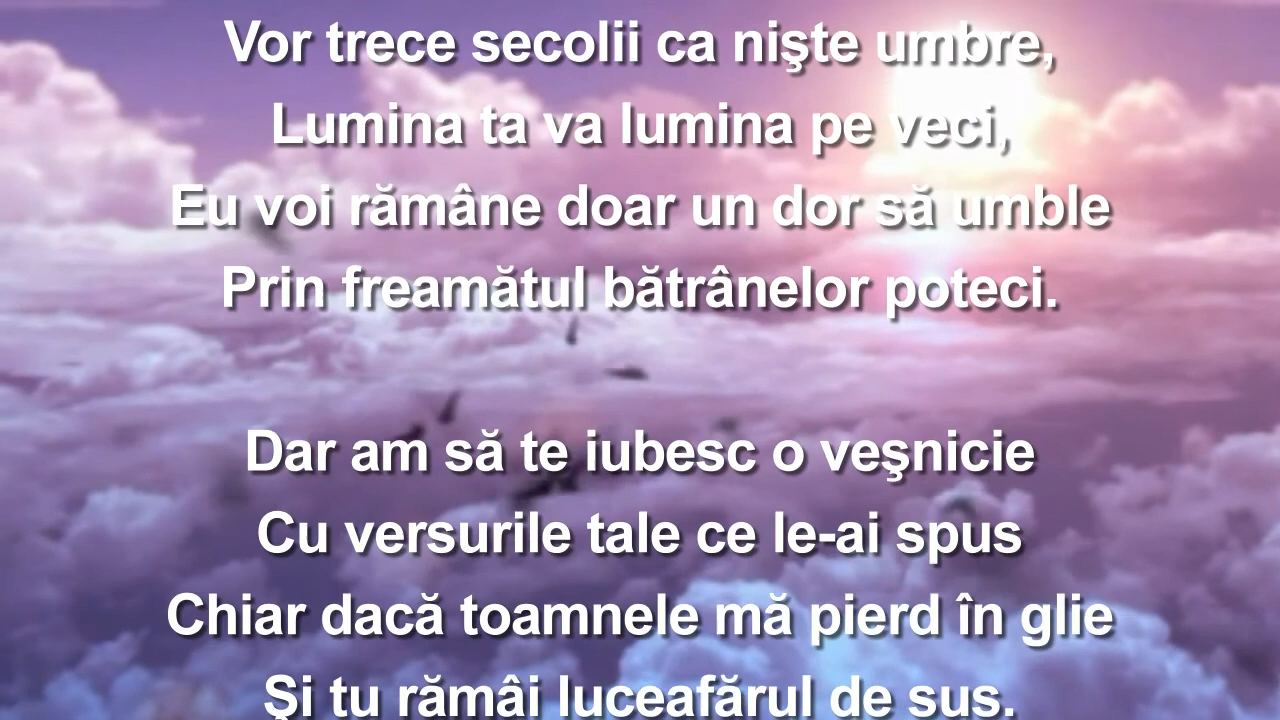 Vor trece secolii ca nişte umbre,
Lumina ta va lumina pe veci,
Eu voi rămâne doar un dor să umble
Prin freamătul bătrânelor poteci.
Dar am să te iubesc o veşnicie
Cu versurile tale ce le-ai spus
Chiar dacă toamnele mă pierd în glie
Şi tu rămâi luceafărul de sus.